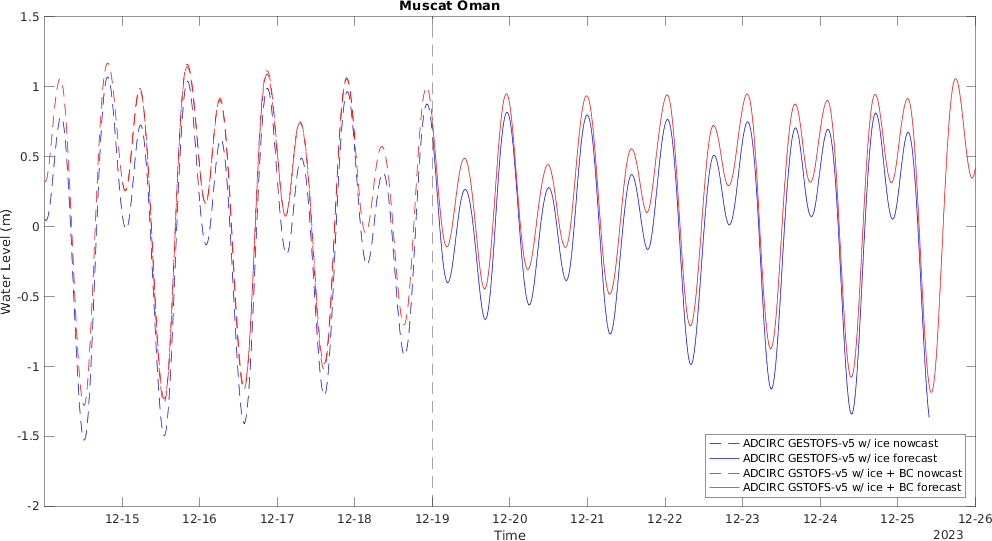 Muscat Oman
1.5
1
0.5
0
-0.5
-1
-1.5
-2
Water Level (m)
ADCIRC GESTOFS-v5 w/ ice nowcast
ADCIRC GESTOFS-v5 w/ ice forecast
ADCIRC GSTOFS-v5 w/ ice + BC nowcast
ADCIRC GSTOFS-v5 w/ ice + BC forecast
12-15 12-16 12-17 12-18 12-19 12-20 12-21 12-22 12-23 12-24 12-25 12-26
Time
2023